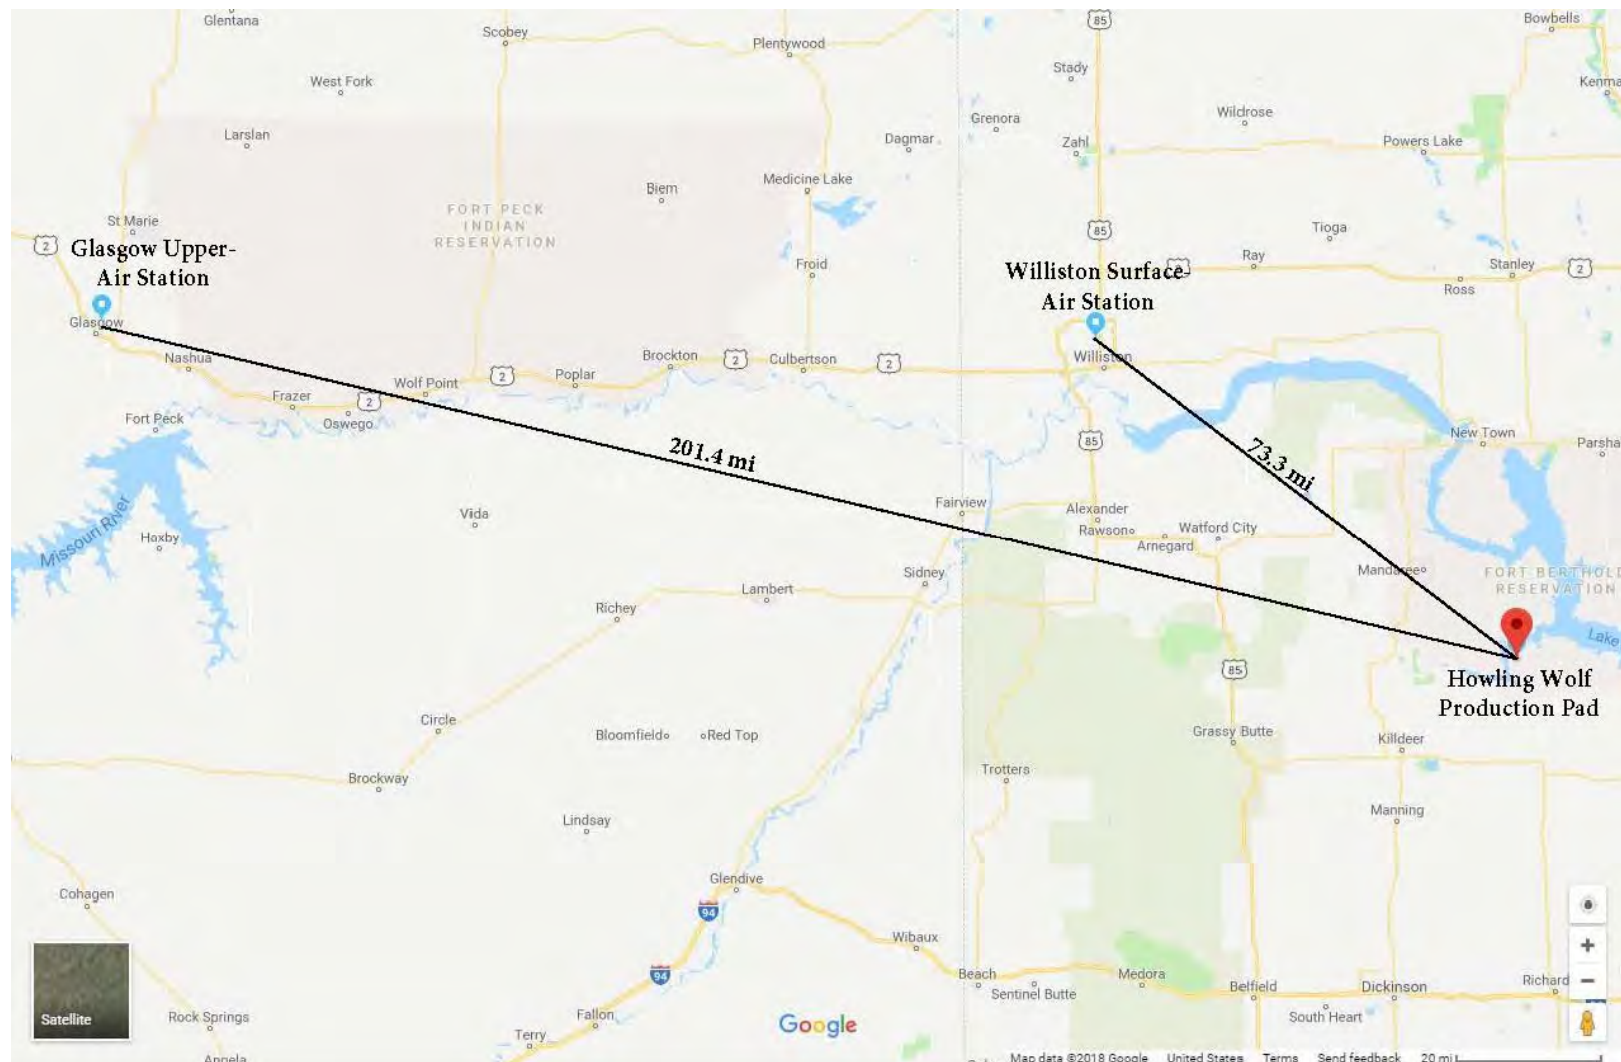 Glentana
Scobey
Plentywood
85
Bowbells
Stady
West Fork
Kenma
Grenora
Wildrose
Larslan
Dagmar
Zahl
Powers Lake
Biem
Medicine Lake
FORT PECK
INDIAN
RESERVATION
St Marie
2
Glasgow Upper-
Air Station
85
Tioga
Froid
Williston Surface-
Air Station
2
Ray
Stanley
2
Ross
Glasgow
Nashua
Brockton
2
Culbertson
2
Williston
Wolf Point
2
Poplar
Frazer
2
Oswego
Fort Peck
85
New Town
Parsha
201.4 mi
73.3 mi
Missouri River
Hoxby
Vida
Fairview
Alexander
Rawson
Watford City
Arnegard
Mandaree
FORT BERTHOLD
RESERVATION
Sidney
Lambert
Richey
Lake
85
Howling Wolf
Production Pad
Circle
Bloomfield
Red Top
Grassy Butte
Killdeer
Brockway
Trotters
Manning
Lindsay
Glendive
94
Cohagen
Wibaux
94
Beach
Sentinel Butte
Medora
Belfield
Dickinson
Richard
South Heart
Satellite
Rock Springs
Fallon
Terry
Google
Angela
Map data ©2018 Google United States Terms Send feedback 20 mi